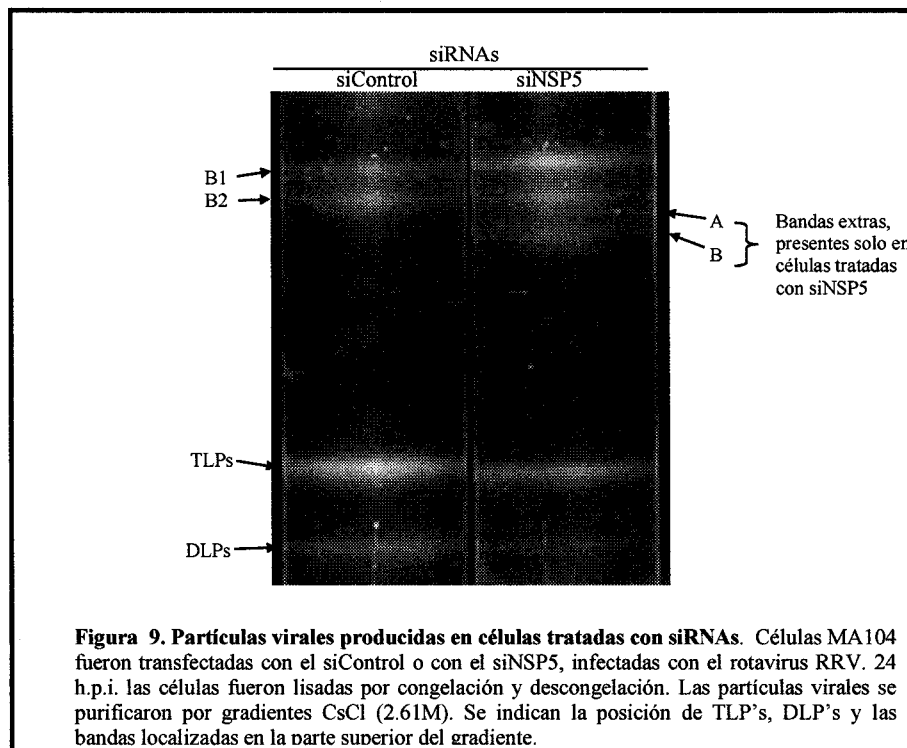 siRNAs
siControl siNSP5
B1
B2
A
B
Bandas extras,
presentes solo en
células tratadas
con siNSP5
TLPs
DLPs
Figura 9. Partículas virales producidas en células tratadas con siRNAs. Células MA104
fueron transfectadas con el siControl o con el siNSP5, infectadas con el rotavirus RRV. 24
h.p.i. las células fueron lisadas por congelación y descongelación. Las partículas virales se
purificaron por gradientes CsCl (2.61M). Se indican la posición de TLP's, DLP's y las
bandas localizadas en la parte superior del gradiente.